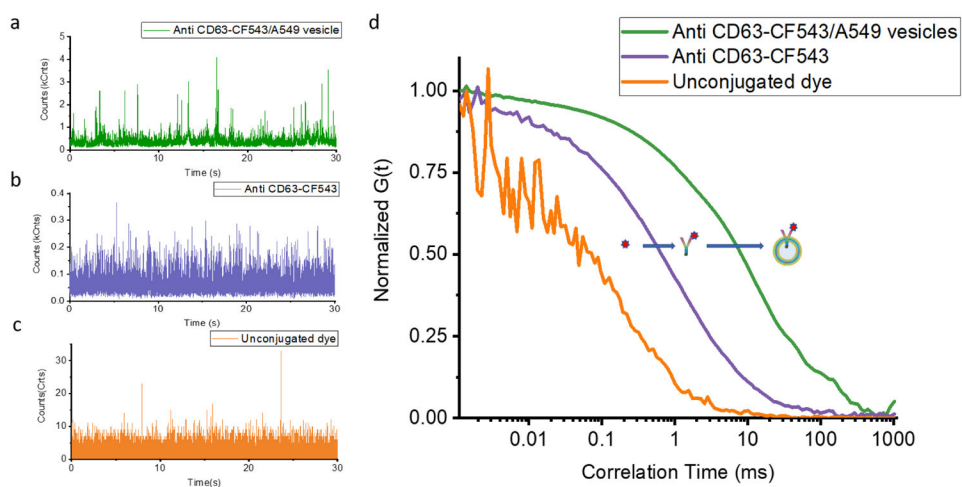 a
Anti CD63-CF543/A549 vesicle
Counts (kCnts)
5
4
3
2
1
0
0 10 20 30
Time (s)
b
Anti CD63-CF543
Counts (kCnts)
0.4
0.3
0.2
0.1
0.0
0 10 20 30
Time (s)
c
Unconjugated dye
Counts(Cnts)
30
20
10
0
0 10 20 30
Time(s)
d
Anti CD63-CF543/A549 vesicles
Anti CD63-CF543
Unconjugated dye
Normalized G(t)
1.00
0.75
0.50
0.25
0.00
0.01 0.1 1 10 100 1000
Correlation Time (ms)